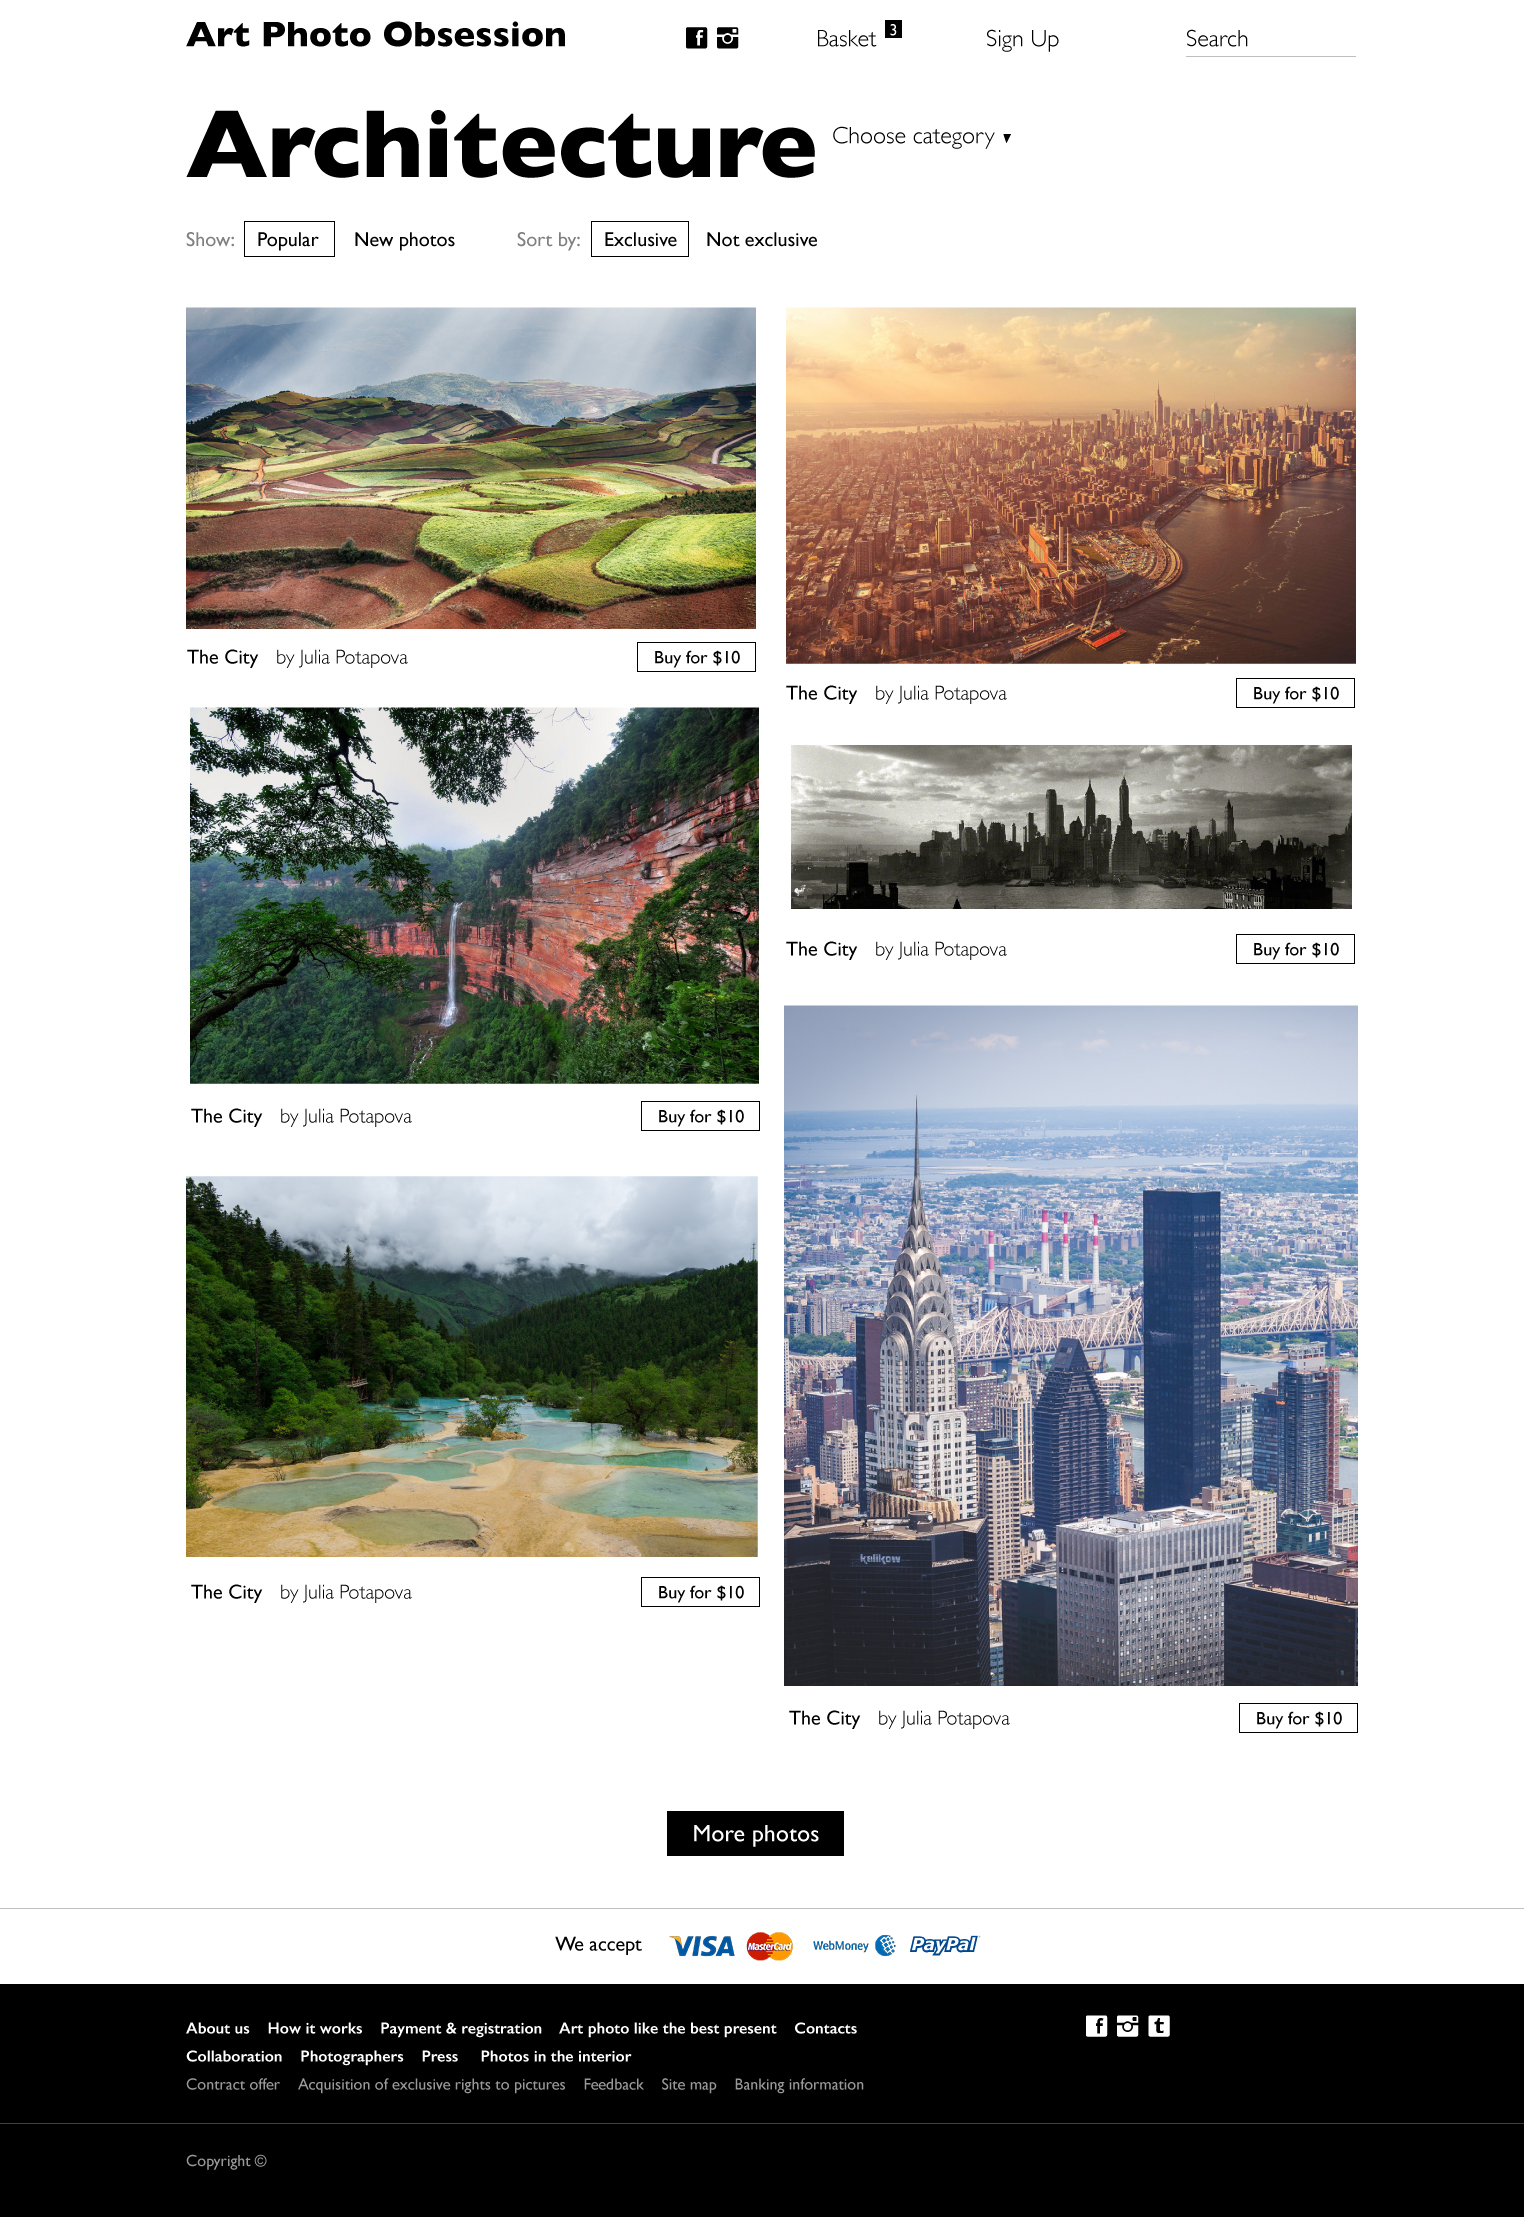 Art Photo Obsession
Basket 3
Sign Up
Search
Architecture
Choose category ▾
Show: Popular New photos Sort by: Exclusive Not exclusive
The City by Julia Potapova Buy for $10
The City by Julia Potapova Buy for $10
The City by Julia Potapova Buy for $10
The City by Julia Potapova Buy for $10
kalikow
The City by Julia Potapova Buy for $10
The City by Julia Potapova Buy for $10
More photos
We accept VISA MasterCard WebMoney PayPal
About us How it works Payment & registration Art photo like the best present Contacts
Collaboration Photographers Press Photos in the interior
Contract offer Acquisition of exclusive rights to pictures Feedback Site map Banking information
Copyright ©